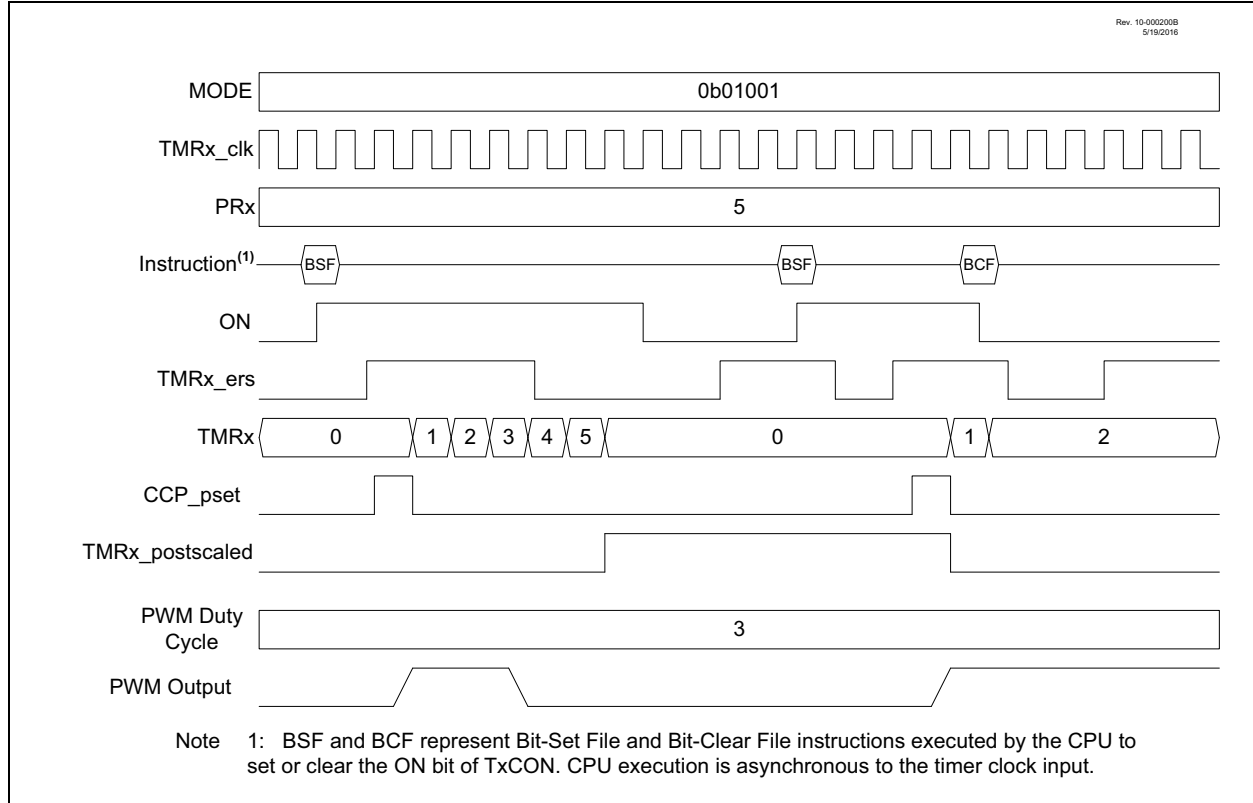 Rev. 10-000200B
5/19/2016
MODE 0b01001
TMRx_clk
PRx 5
Instruction(1) BSF BSF BCF
ON
TMRx_ers
TMRx 0 1 2 3 4 5 0 1 2
CCP_pset
TMRx_postscaled
PWM Duty
Cycle 3
PWM Output
Note 1: BSF and BCF represent Bit-Set File and Bit-Clear File instructions executed by the CPU to
set or clear the ON bit of TxCON. CPU execution is asynchronous to the timer clock input.